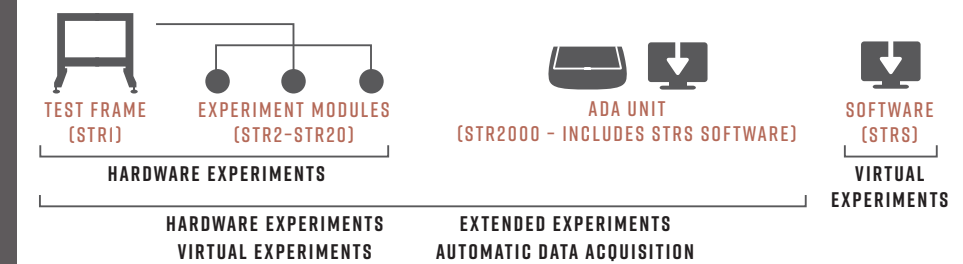 TEST FRAME
(STR1)
EXPERIMENT MODULES
(STR2-STR20)
ADA UNIT
(STR2000 - INCLUDES STRS SOFTWARE)
SOFTWARE
(STRS)
HARDWARE EXPERIMENTS
VIRTUAL
EXPERIMENTS
HARDWARE EXPERIMENTS
VIRTUAL EXPERIMENTS
EXTENDED EXPERIMENTS
AUTOMATIC DATA ACQUISITION